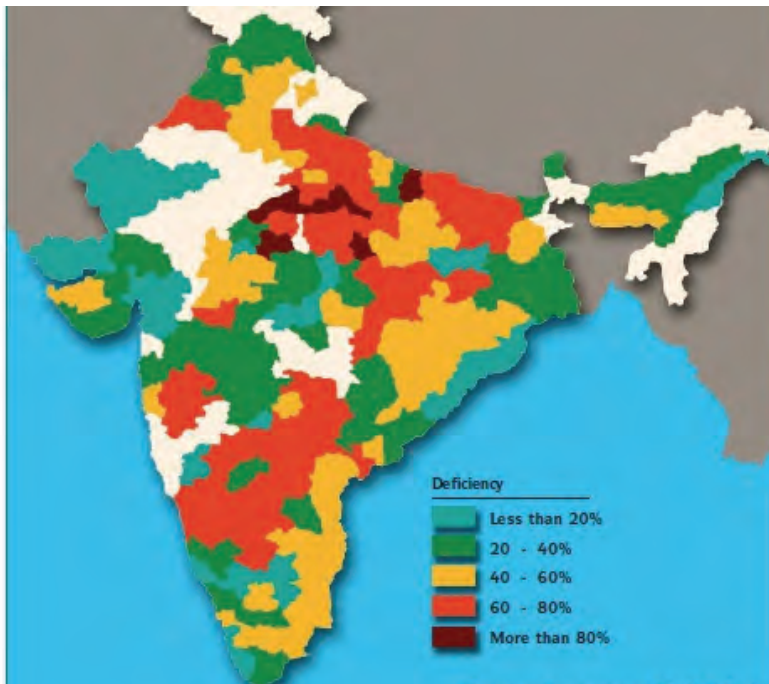 Deficiency
Less than 20%
20 - 40%
40 - 60%
60 - 80%
More than 80%